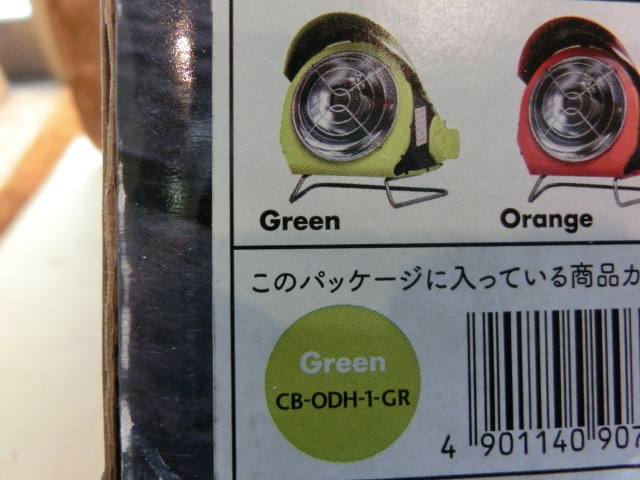 Green
Orange
このパッケージに入っている商品カ
Green
CB-ODH-1-GR
4 901140 907